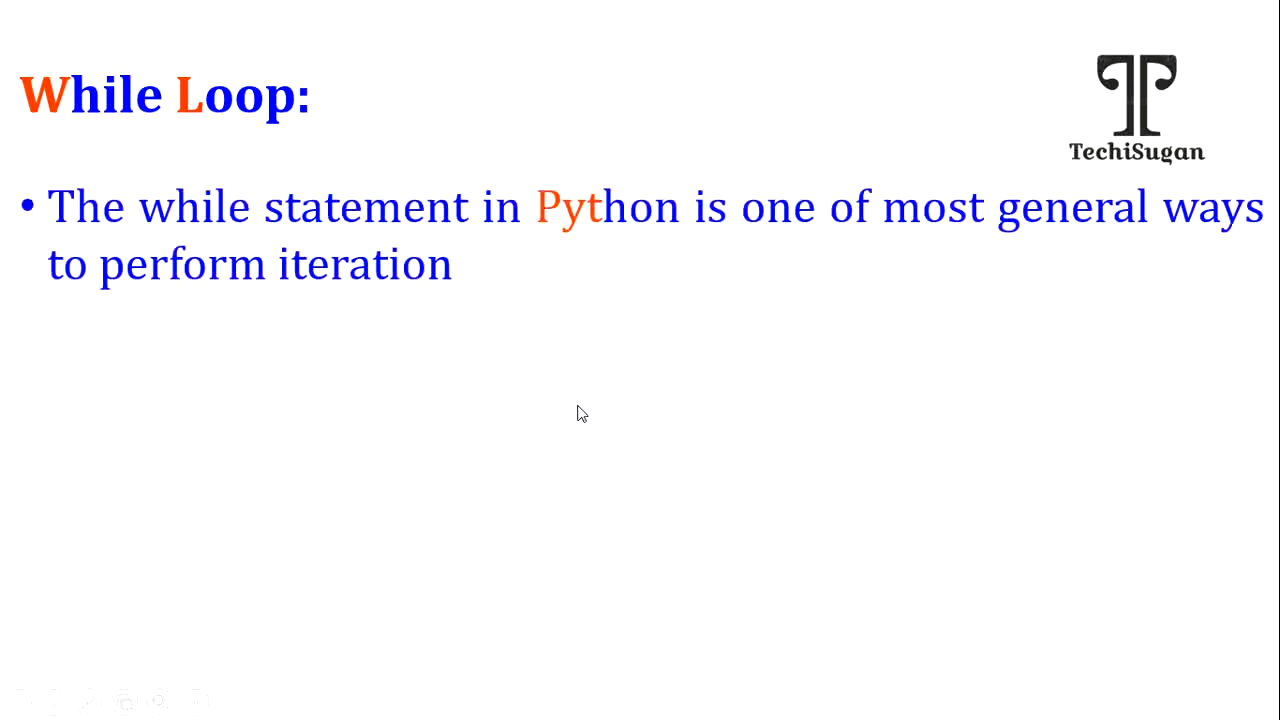 While Loop:
TechiSugan
• The while statement in Python is one of most general ways
to perform iteration